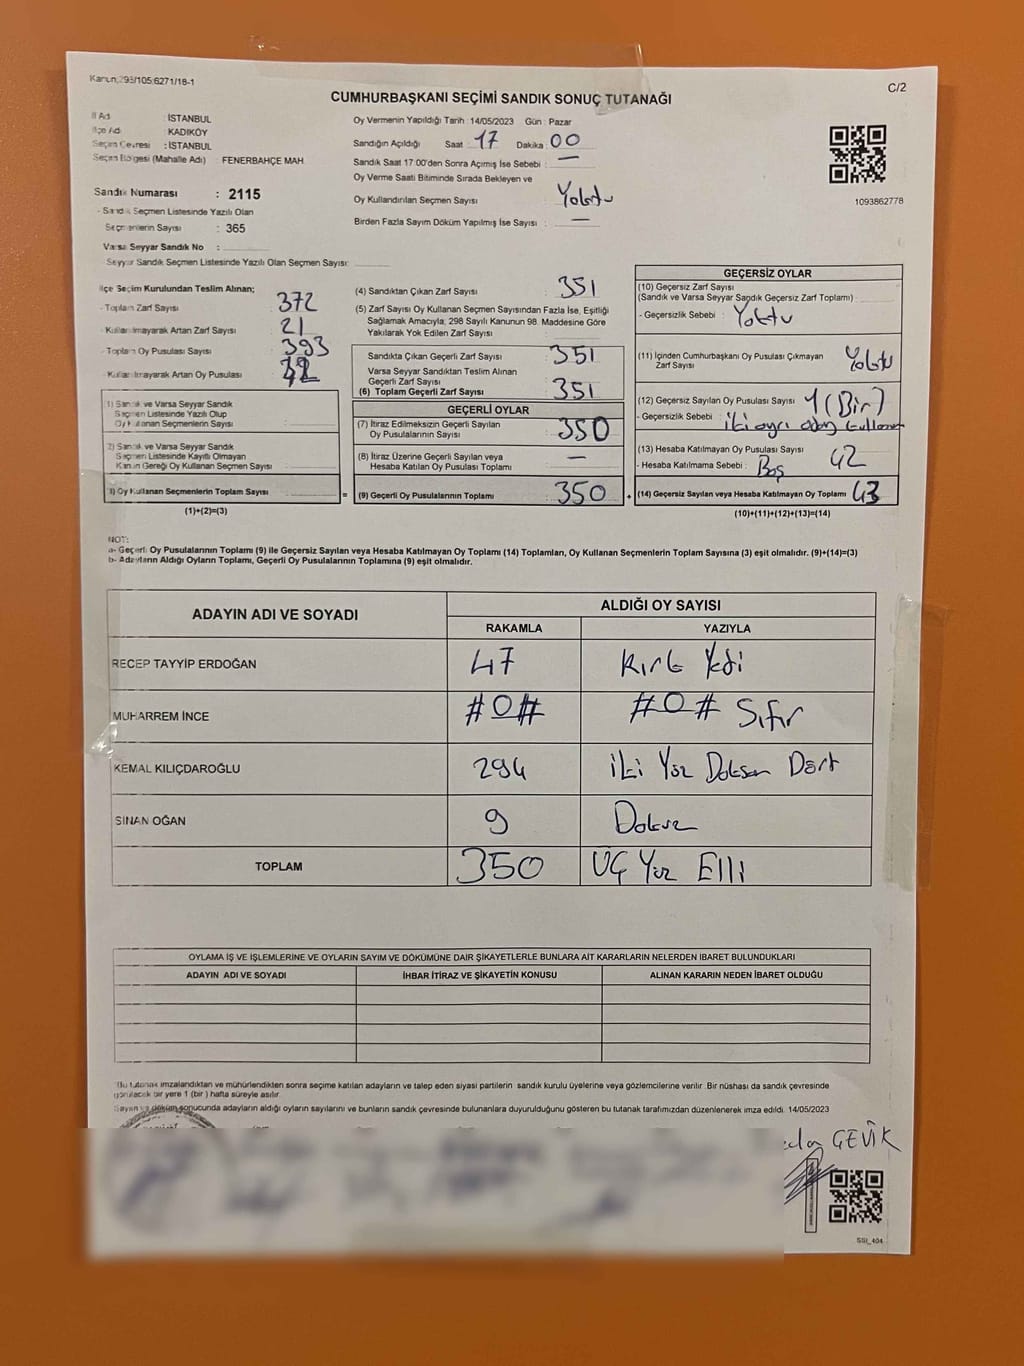 Kanun:298/105;6271/18-1
C/2
CUMHURBAŞKANI SEÇİMİ SANDIK SONUÇ TUTANAĞI
İl Adı : İSTANBUL
İlçe Adı : KADIKÖY
Seçim Çevresi : İSTANBUL
Seçim Bölgesi (Mahalle Adı) : FENERBAHÇE MAH.
Sandık Numarası : 2115
- Sandık Seçmen Listesinde Yazılı Olan
Seçmenlerin Sayısı : 365
Varsa Seyyar Sandık No :
Seyyar Sandık Seçmen Listesinde Yazılı Olan Seçmen Sayısı:
Oy Vermenin Yapıldığı Tarih : 14/05/2023 Gün : Pazar
Sandığın Açıldığı Saat : 17 Dakika : 00
Sandık Saat 17:00'den Sonra Açımış İse Sebebi : —
Oy Verme Saati Bitiminde Sırada Bekleyen ve
Oy Kullandırılan Seçmen Sayısı : Yoktu
Birden Fazla Sayım Döküm Yapılmış İse Sayısı : —
1093862778
İlçe Seçim Kurulundan Teslim Alınan;
- Toplam Zarf Sayısı : 372
- Kullanılmayarak Artan Zarf Sayısı : 21
- Toplam Oy Pusulası Sayısı : 393
- Kullanılmayarak Artan Oy Pusulası :
1) Sandık ve Varsa Seyyar Sandık
Seçmen Listesinde Yazılı Olup
Oy Kullanan Seçmenlerin Sayısı :
2) Sandık ve Varsa Seyyar Sandık
Seçmen Listesinde Kayıtlı Olmayan
Kanun Gereği Oy Kullanan Seçmen Sayısı :
3) Oy Kullanan Seçmenlerin Toplam Sayısı : =
(1)+(2)=(3)
(4) Sandıktan Çıkan Zarf Sayısı : 351
(5) Zarf Sayısı Oy Kullanan Seçmen Sayısından Fazla İse, Eşitliği
Sağlamak Amacıyla; 298 Sayılı Kanunun 98. Maddesine Göre
Yakılarak Yok Edilen Zarf Sayısı :
Sandıkta Çıkan Geçerli Zarf Sayısı : 351
Varsa Seyyar Sandıktan Teslim Alınan
Geçerli Zarf Sayısı :
(6) Toplam Geçerli Zarf Sayısı : 351
GEÇERLİ OYLAR
(7) İtiraz Edilmeksizin Geçerli Sayılan
Oy Pusulalarının Sayısı : 350
(8) İtiraz Üzerine Geçerli Sayılan veya
Hesaba Katılan Oy Pusulası Toplamı : —
(9) Geçerli Oy Pusulalarının Toplamı : 350 +
GEÇERSİZ OYLAR
(10) Geçersiz Zarf Sayısı
(Sandık ve Varsa Seyyar Sandık Geçersiz Zarf Toplamı) :
- Geçersizlik Sebebi : Yoktu
(11) İçinden Cumhurbaşkanı Oy Pusulası Çıkmayan
Zarf Sayısı Yoktu
(12) Geçersiz Sayılan Oy Pusulası Sayısı : 1 (Bir)
- Geçersizlik Sebebi : iki ayrı aday
(13) Hesaba Katılmayan Oy Pusulası Sayısı : 42
- Hesaba Katılmama Sebebi : Boş
(14) Geçersiz Sayılan veya Hesaba Katılmayan Oy Toplamı : 43
(10)+(11)+(12)+(13)=(14)
NOT:
a- Geçerli Oy Pusulalarının Toplamı (9) ile Geçersiz Sayılan veya Hesaba Katılmayan Oy Toplamı (14) Toplamları, Oy Kullanan Seçmenlerin Toplam Sayısına (3) eşit olmalıdır. (9)+(14)=(3)
b- Adayların Aldığı Oyların Toplamı, Geçerli Oy Pusulalarının Toplamına (9) eşit olmalıdır.
ADAYIN ADI VE SOYADI
ALDIĞI OY SAYISI
RAKAMLA YAZIYLA
RECEP TAYYİP ERDOĞAN 47 Kırk Yedi
MUHARREM İNCE #0# #0# Sıfır
KEMAL KILIÇDAROĞLU 294 iki Yüz Doksan Dört
SİNAN OĞAN 9 Dokuz
TOPLAM 350 ÜÇ Yüz Elli
OYLAMA İŞ VE İŞLEMLERİNE VE OYLARIN SAYIM VE DÖKÜMÜNE DAİR ŞİKAYETLERLE BUNLARA AİT KARARLARIN NELERDEN İBARET BULUNDUKLARI
ADAYIN ADI VE SOYADI İHBAR İTİRAZ VE ŞİKAYETİN KONUSU ALINAN KARARIN NEDEN İBARET OLDUĞU
Bu tutanak imzalandıktan ve mühürlendikten sonra seçime katılan adayların ve talep eden siyasi partilerin sandık kurulu üyelerine veya gözlemcilerine verilir .Bir nüshası da sandık çevresinde
görülecek bir yere 1 (bir ) hafta süreyle asılır.
Sayım ve döküm sonucunda adayların aldığı oyların sayılarını ve bunların sandık çevresinde bulunanlara duyurulduğunu gösteren bu tutanak tarafımızdan düzenlenerek imza edildi. 14/05/2023
ÇEVİK
SSI_404